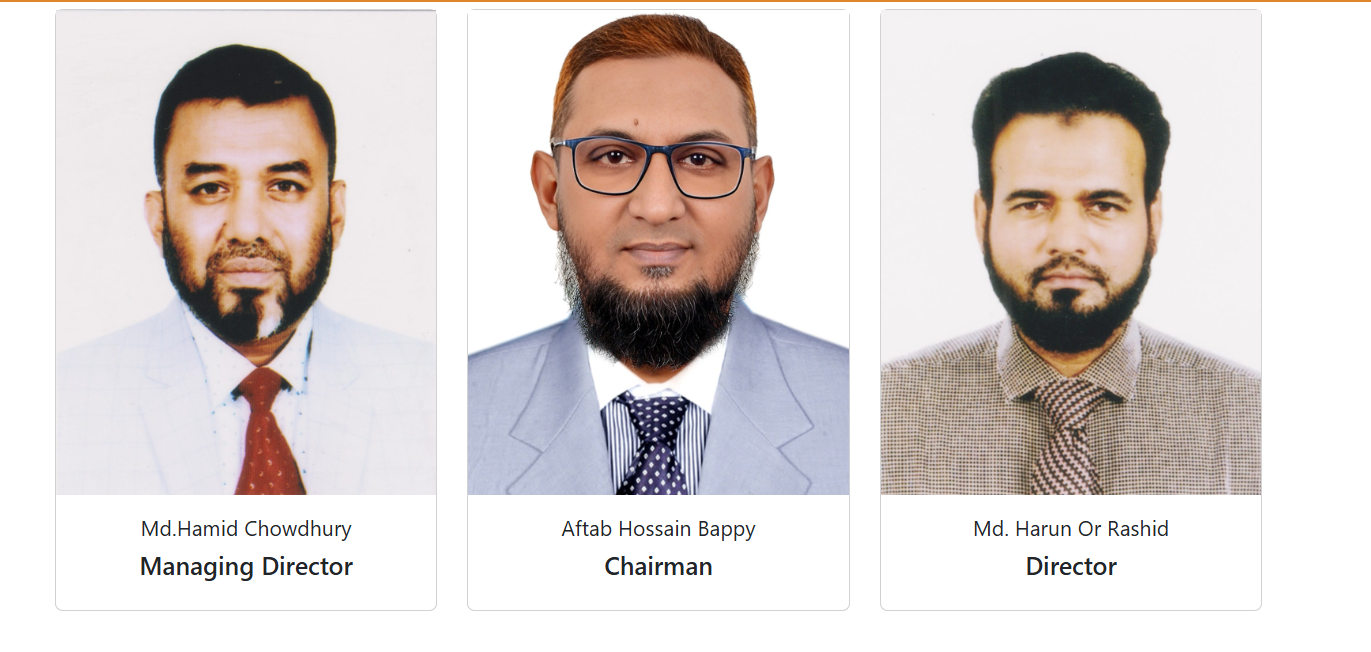 Md.Hamid Chowdhury
Managing Director
Aftab Hossain Bappy
Chairman
Md. Harun Or Rashid
Director